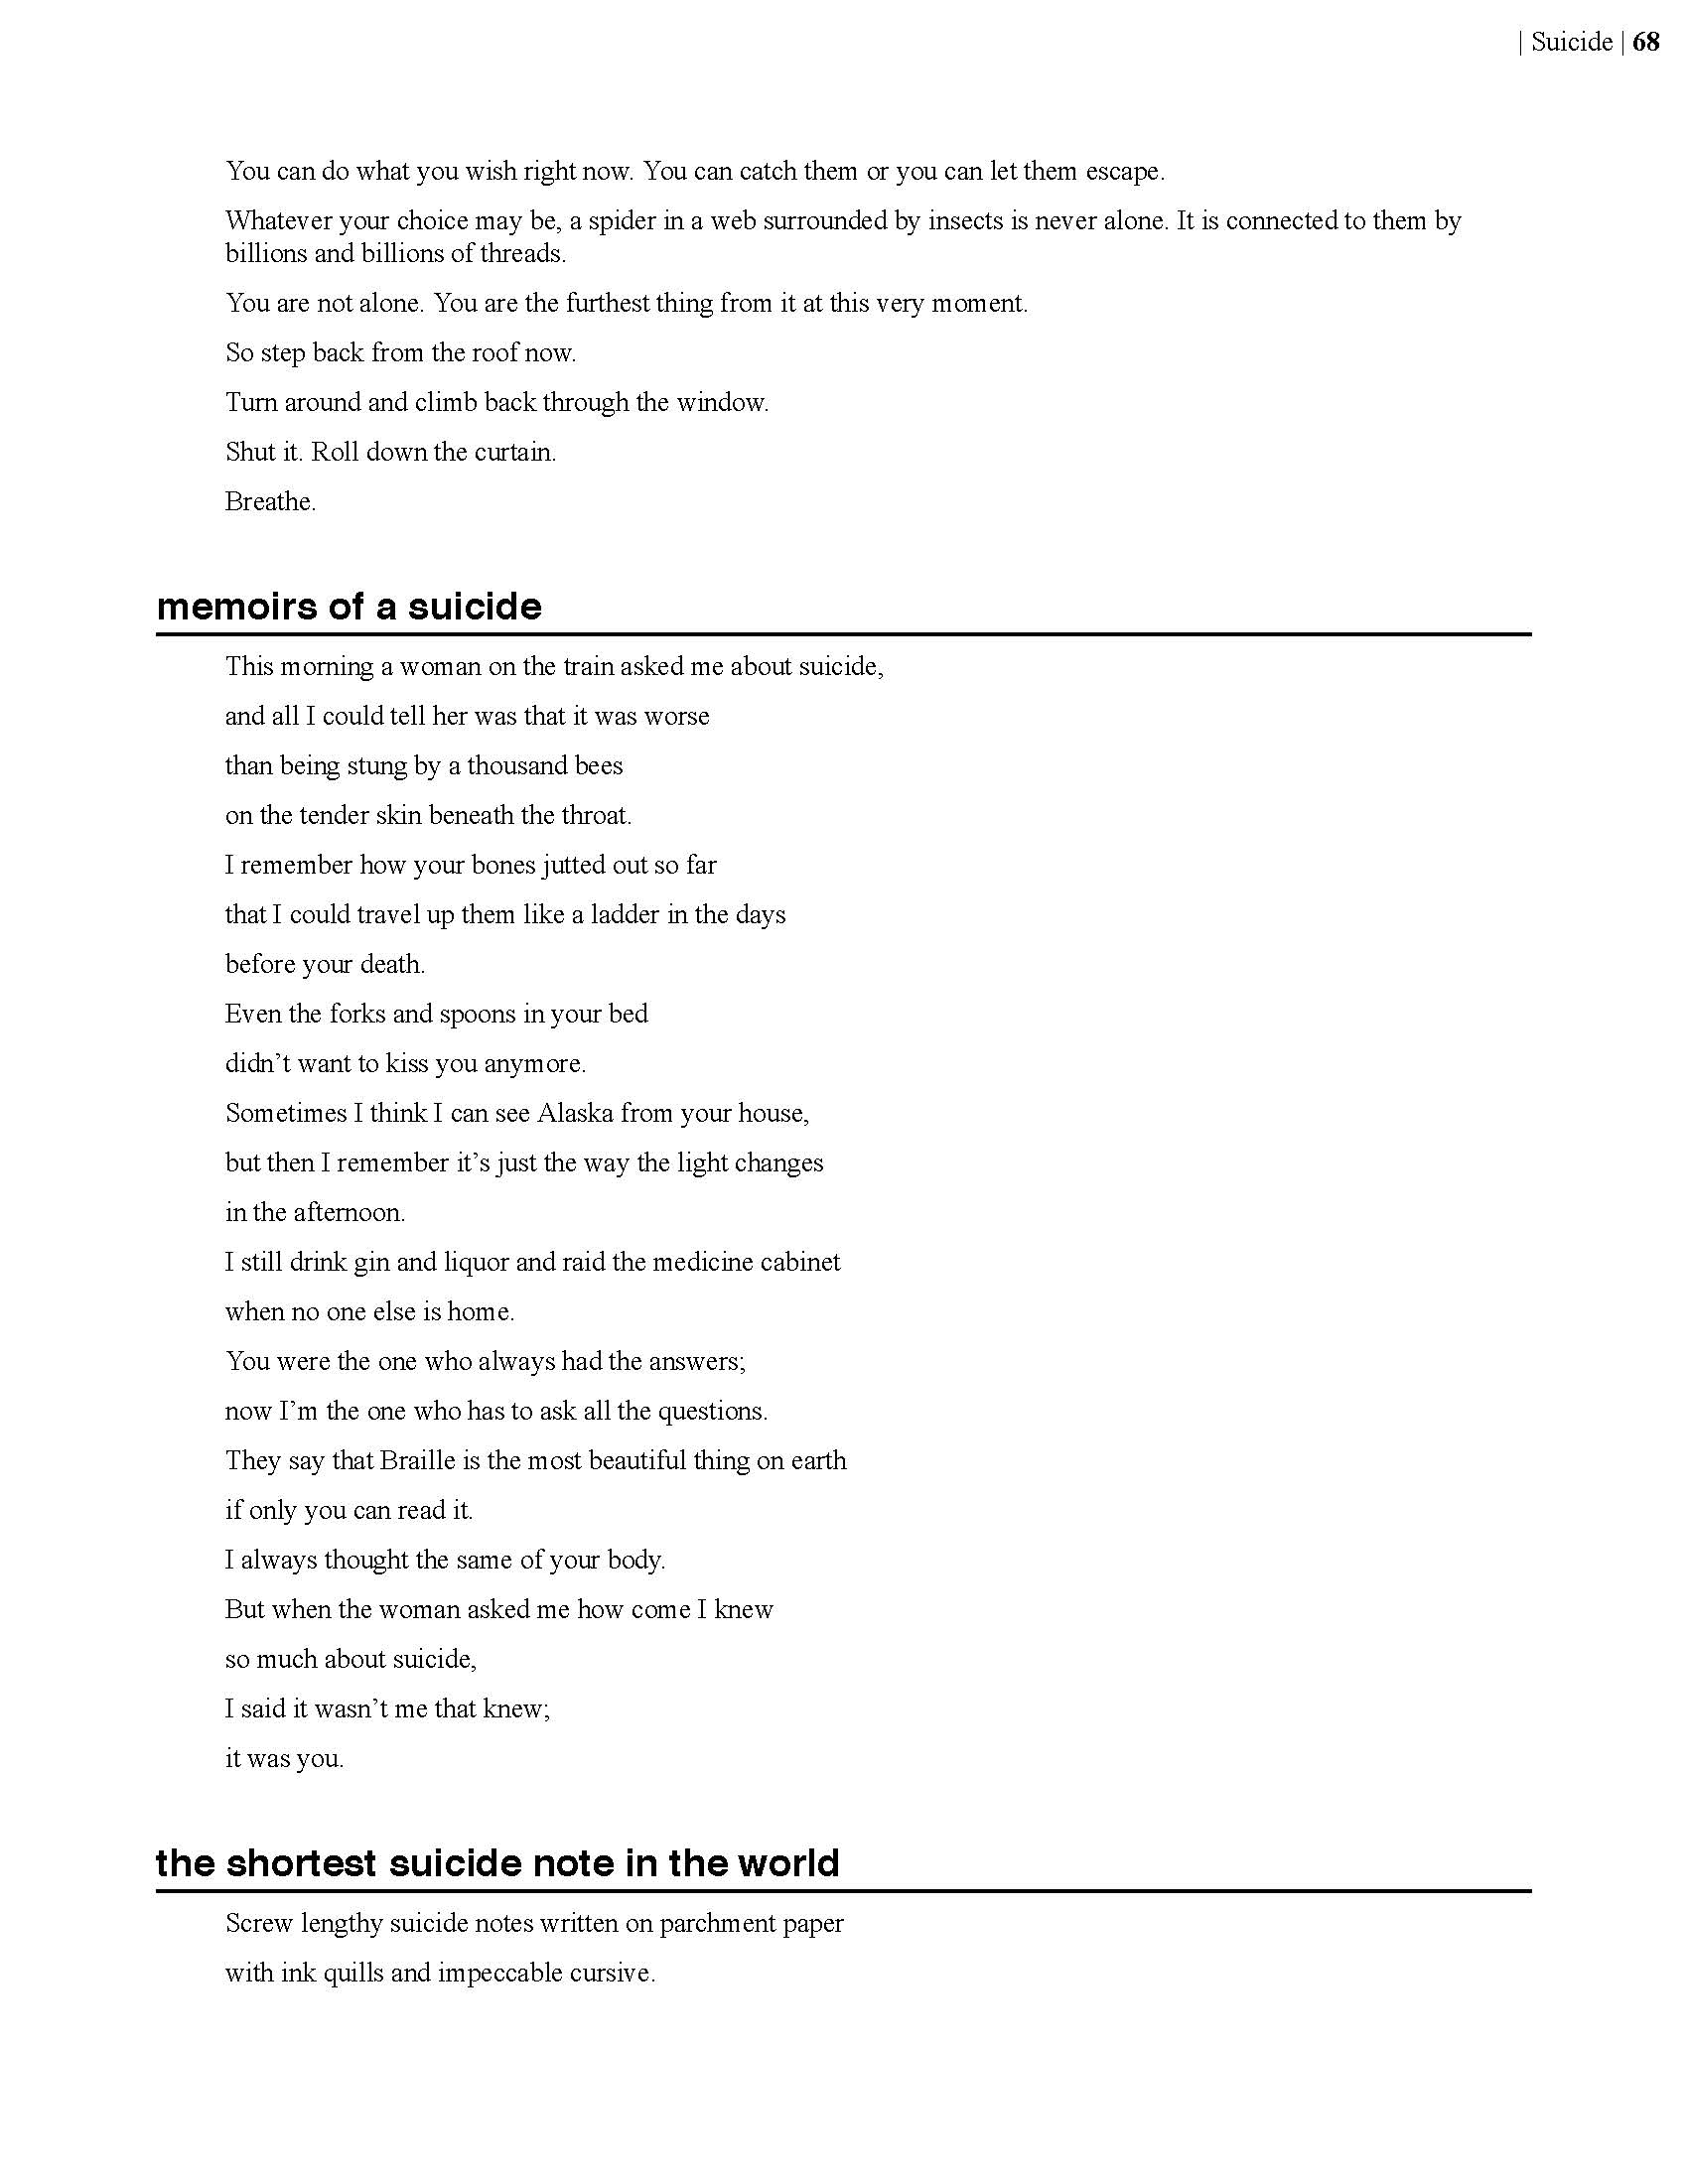 | Suicide | 68
You can do what you wish right now. You can catch them or you can let them escape.
Whatever your choice may be, a spider in a web surrounded by insects is never alone. It is connected to them by
billions and billions of threads.
You are not alone. You are the furthest thing from it at this very moment.
So step back from the roof now.
Turn around and climb back through the window.
Shut it. Roll down the curtain.
Breathe.
memoirs of a suicide
This morning a woman on the train asked me about suicide,
and all I could tell her was that it was worse
than being stung by a thousand bees
on the tender skin beneath the throat.
I remember how your bones jutted out so far
that I could travel up them like a ladder in the days
before your death.
Even the forks and spoons in your bed
didn’t want to kiss you anymore.
Sometimes I think I can see Alaska from your house,
but then I remember it’s just the way the light changes
in the afternoon.
I still drink gin and liquor and raid the medicine cabinet
when no one else is home.
You were the one who always had the answers;
now I’m the one who has to ask all the questions.
They say that Braille is the most beautiful thing on earth
if only you can read it.
I always thought the same of your body.
But when the woman asked me how come I knew
so much about suicide,
I said it wasn’t me that knew;
it was you.
the shortest suicide note in the world
Screw lengthy suicide notes written on parchment paper
with ink quills and impeccable cursive.